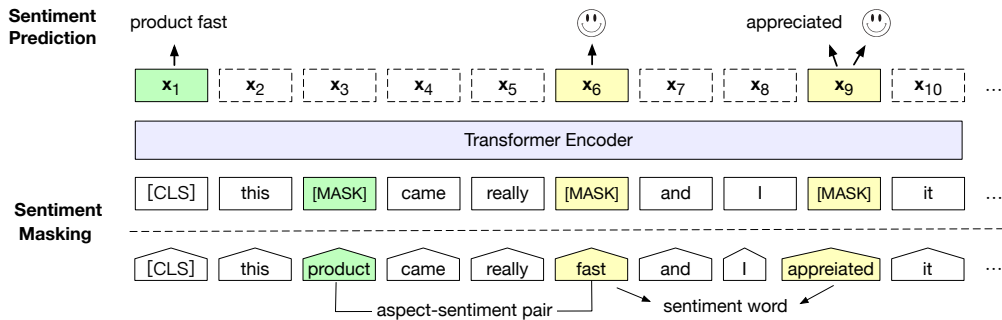 Sentiment
Prediction
product fast
appreciated
x1 x2 x3 x4 x5 x6 x7 x8 x9 x10 ...
Transformer Encoder
[CLS] this [MASK] came really [MASK] and I [MASK] it ...
Sentiment
Masking
[CLS] this product came really fast and I appreiated it ...
aspect-sentiment pair
sentiment word